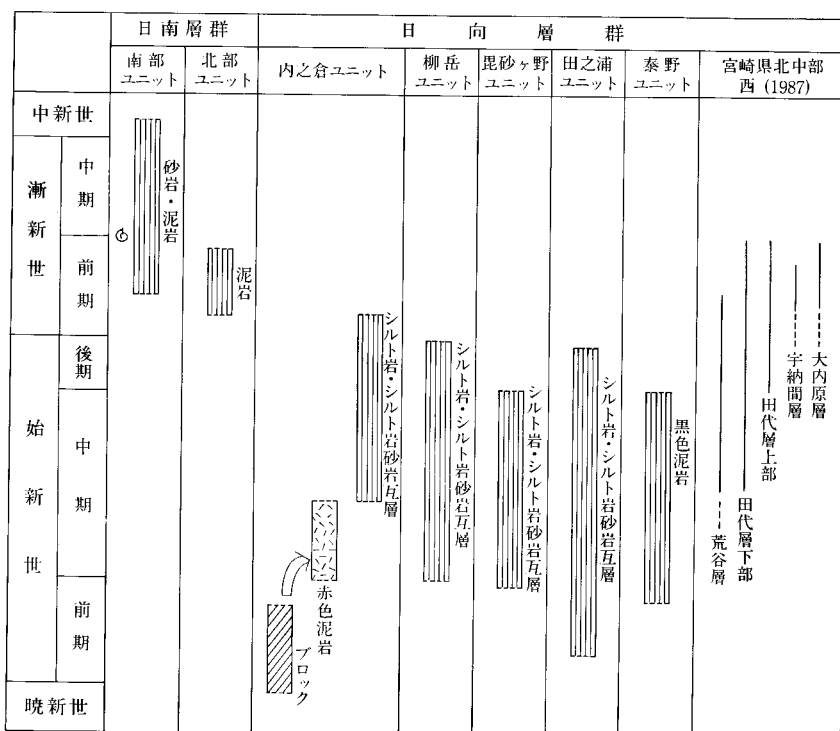 日南層群
日向層群
南部
ユニット
北部
ユニット
内之倉ユニット
柳岳
ユニット
毘砂ヶ野
ユニット
田之浦
ユニット
秦野
ユニット
宮崎県北中部
西(1987)
中新世
漸新世
中期
前期
始新世
後期
中期
前期
暁新世
砂岩・泥岩
泥岩
ブロック
赤色泥岩
シルト岩・シルト岩砂岩互層
シルト岩・シルト岩砂岩互層
シルト岩・シルト岩砂岩互層
シルト岩・シルト岩砂岩互層
黒色泥岩
荒谷層
田代層下部
田代層上部
宇納間層
大内原層